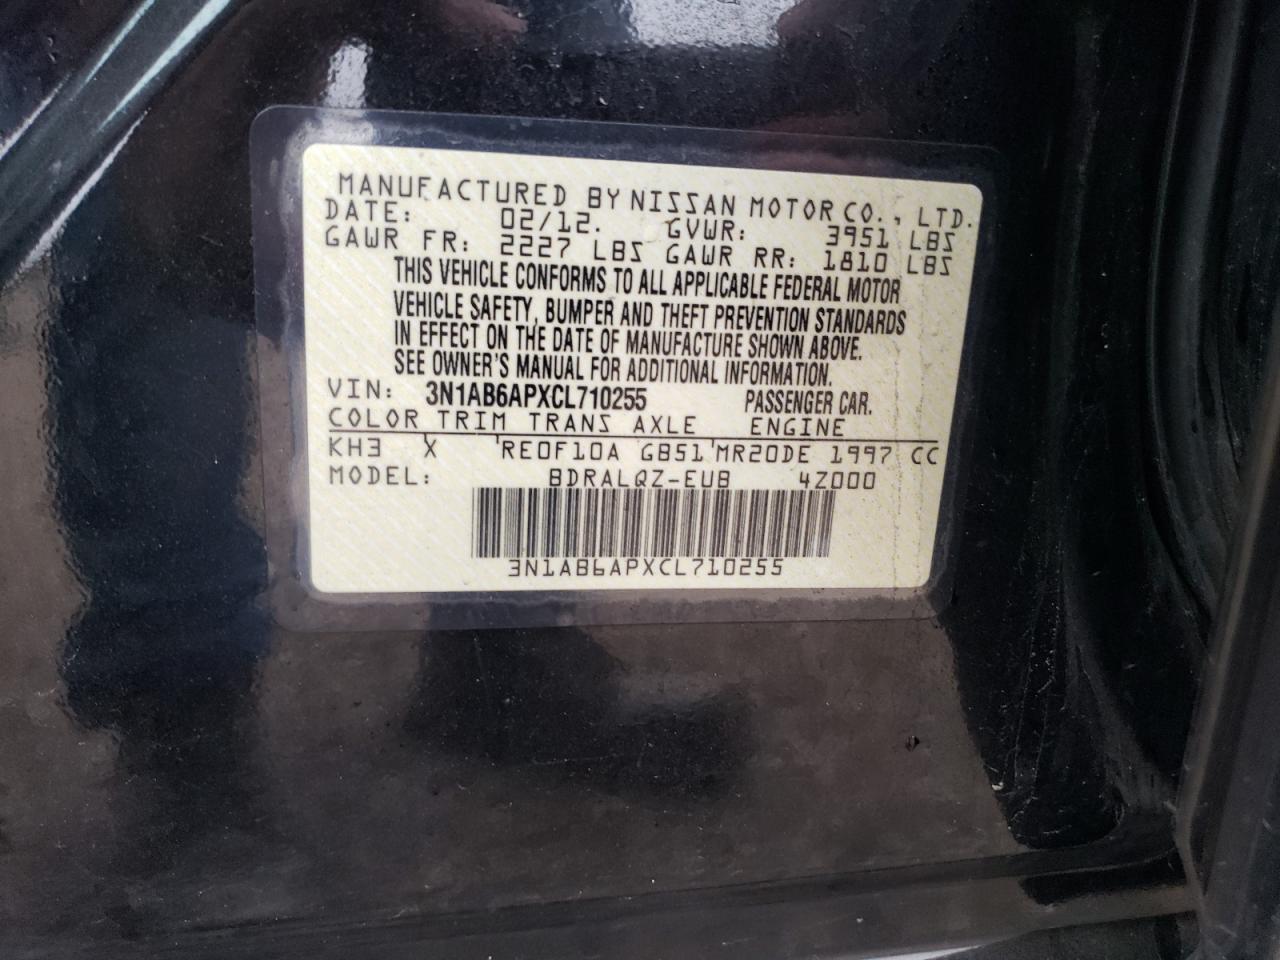 MANUFACTURED BY NISSAN MOTOR CO., LTD.
DATE: 02/12. GVWR: 3951 LBS
GAWR FR: 2227 LBS GAWR RR: 1810 LBS
THIS VEHICLE CONFORMS TO ALL APPLICABLE FEDERAL MOTOR
VEHICLE SAFETY, BUMPER AND THEFT PREVENTION STANDARDS
IN EFFECT ON THE DATE OF MANUFACTURE SHOWN ABOVE.
SEE OWNER'S MANUAL FOR ADDITIONAL INFORMATION.
VIN: 3N1AB6APXCL710255 PASSENGER CAR.
COLOR TRIM TRANS AXLE ENGINE
KH3 X RE0F10A GB51 MR20DE 1997 CC
MODEL: BDRALQZ-EUB 4Z000
3N1AB6APXCL710255